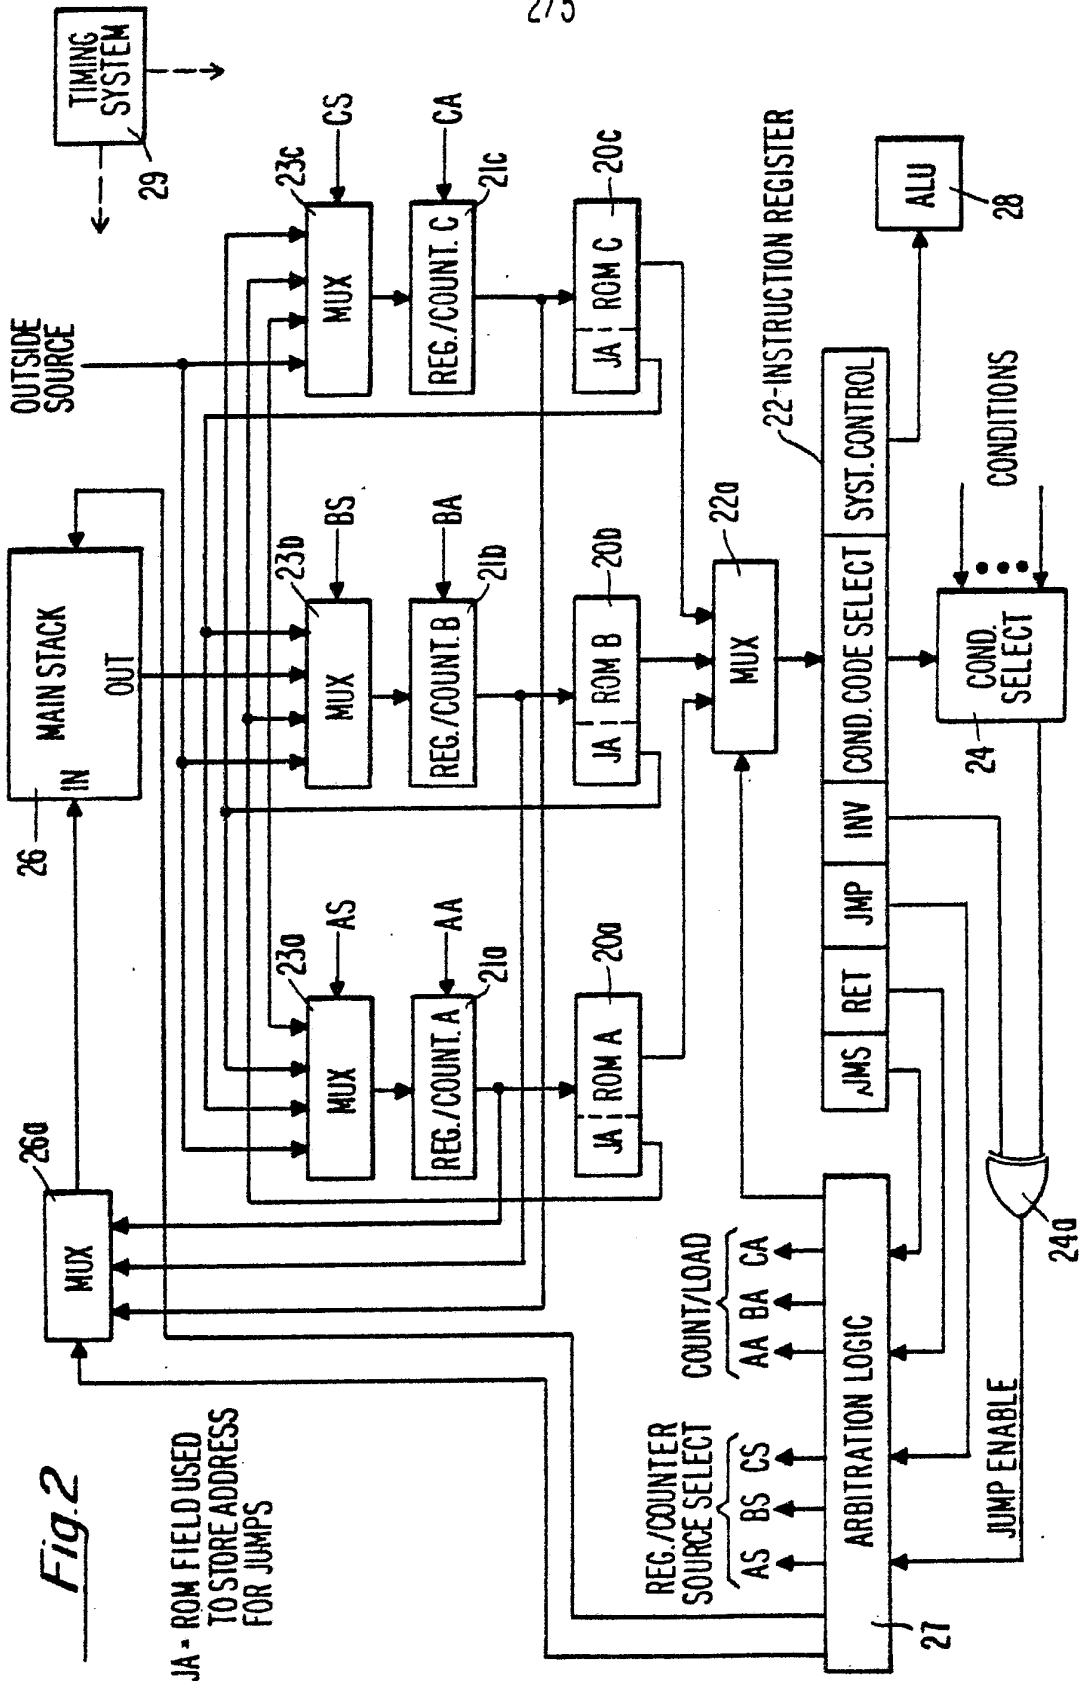 2/5
Fig. 2
JA = ROM FIELD USED
TO STORE ADDRESS
FOR JUMPS
TIMING
SYSTEM
29
OUTSIDE
SOURCE
MAIN STACK
IN
OUT
26
MUX
26a
MUX
23a
AS
MUX
23b
BS
MUX
23c
CS
REG./COUNT. A
21a
AA
REG./COUNT. B
21b
BA
REG./COUNT. C
21c
CA
JA
ROM A
20a
JA
ROM B
20b
JA
ROM C
20c
MUX
22a
22-INSTRUCTION REGISTER
JMS
RET
JMP
INV
COND. CODE SELECT
SYST. CONTROL
ALU
28
COND.
SELECT
24
CONDITIONS
24a
REG./COUNTER
SOURCE SELECT
AS BS CS
COUNT/LOAD
AA BA CA
ARBITRATION LOGIC
27
JUMP ENABLE